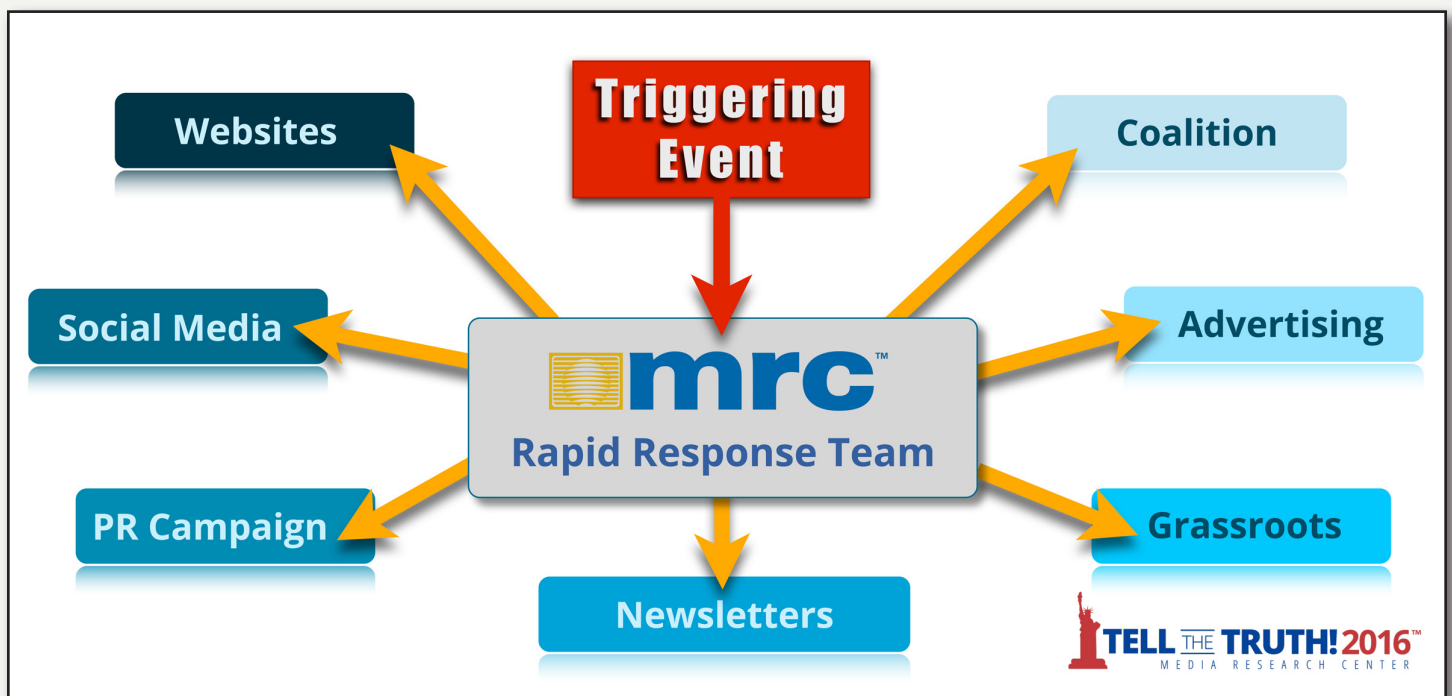 Triggering
Event
Websites
Coalition
Social Media
Advertising
mrc™
Rapid Response Team
PR Campaign
Grassroots
Newsletters
TELL THE TRUTH! 2016™
MEDIA RESEARCH CENTER